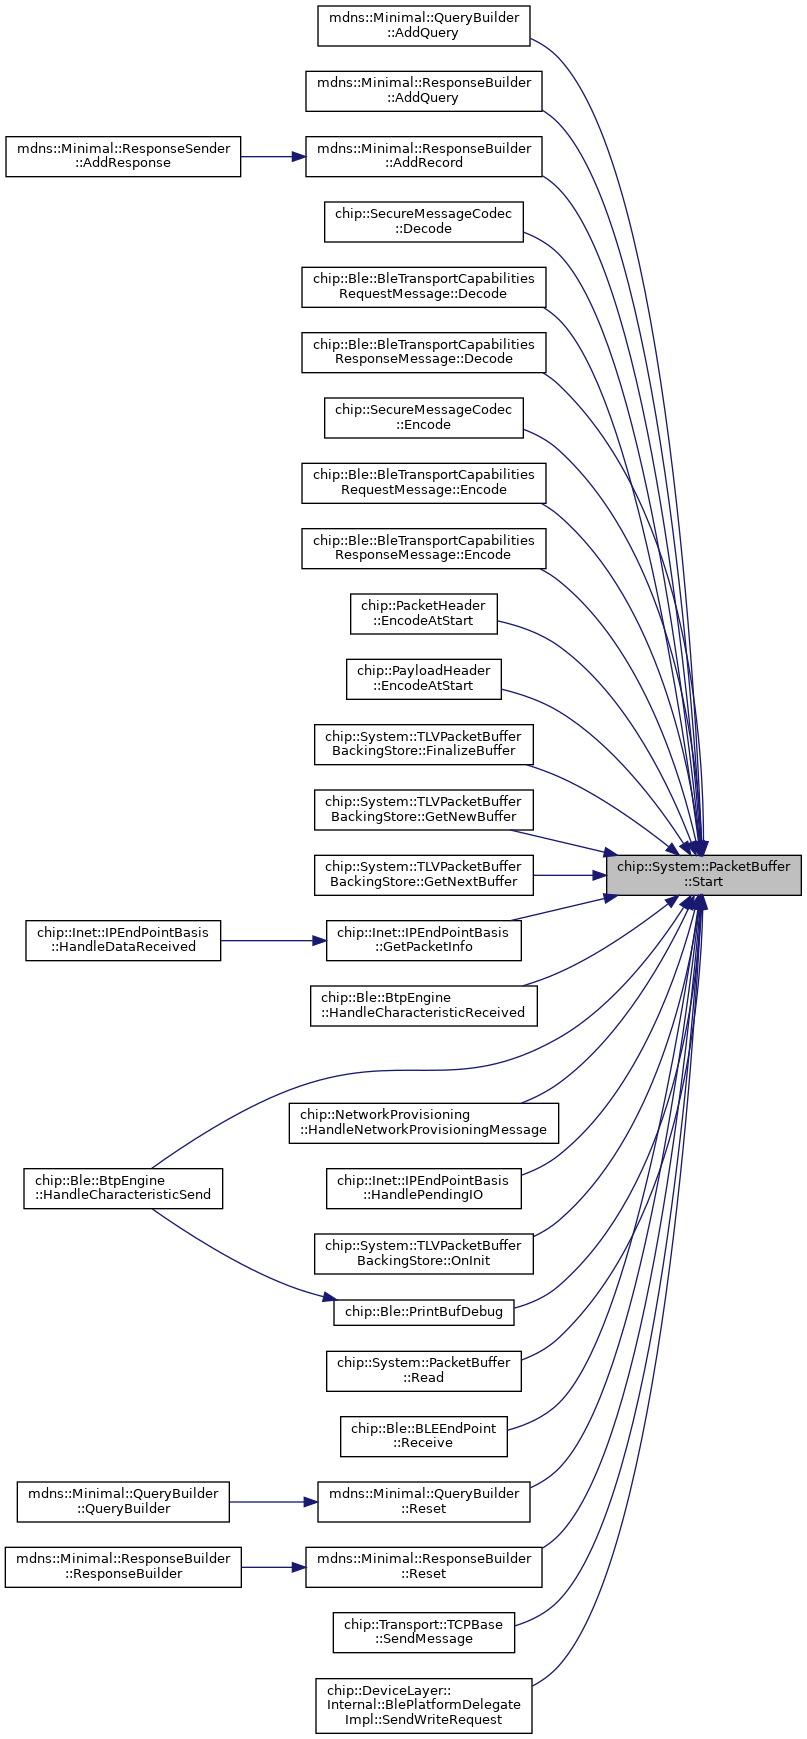 mdns::Minimal::QueryBuilder
::AddQuery
mdns::Minimal::ResponseBuilder
::AddQuery
mdns::Minimal::ResponseSender
::AddResponse
mdns::Minimal::ResponseBuilder
::AddRecord
chip::SecureMessageCodec
::Decode
chip::Ble::BleTransportCapabilities
RequestMessage::Decode
chip::Ble::BleTransportCapabilities
ResponseMessage::Decode
chip::SecureMessageCodec
::Encode
chip::Ble::BleTransportCapabilities
RequestMessage::Encode
chip::Ble::BleTransportCapabilities
ResponseMessage::Encode
chip::PacketHeader
::EncodeAtStart
chip::PayloadHeader
::EncodeAtStart
chip::System::TLVPacketBuffer
BackingStore::FinalizeBuffer
chip::System::TLVPacketBuffer
BackingStore::GetNewBuffer
chip::System::TLVPacketBuffer
BackingStore::GetNextBuffer
chip::System::PacketBuffer
::Start
chip::Inet::IPEndPointBasis
::HandleDataReceived
chip::Inet::IPEndPointBasis
::GetPacketInfo
chip::Ble::BtpEngine
::HandleCharacteristicReceived
chip::NetworkProvisioning
::HandleNetworkProvisioningMessage
chip::Ble::BtpEngine
::HandleCharacteristicSend
chip::Inet::IPEndPointBasis
::HandlePendingIO
chip::System::TLVPacketBuffer
BackingStore::OnInit
chip::Ble::PrintBufDebug
chip::System::PacketBuffer
::Read
chip::Ble::BLEEndPoint
::Receive
mdns::Minimal::QueryBuilder
::QueryBuilder
mdns::Minimal::QueryBuilder
::Reset
mdns::Minimal::ResponseBuilder
::ResponseBuilder
mdns::Minimal::ResponseBuilder
::Reset
chip::Transport::TCPBase
::SendMessage
chip::DeviceLayer::
Internal::BlePlatformDelegate
Impl::SendWriteRequest